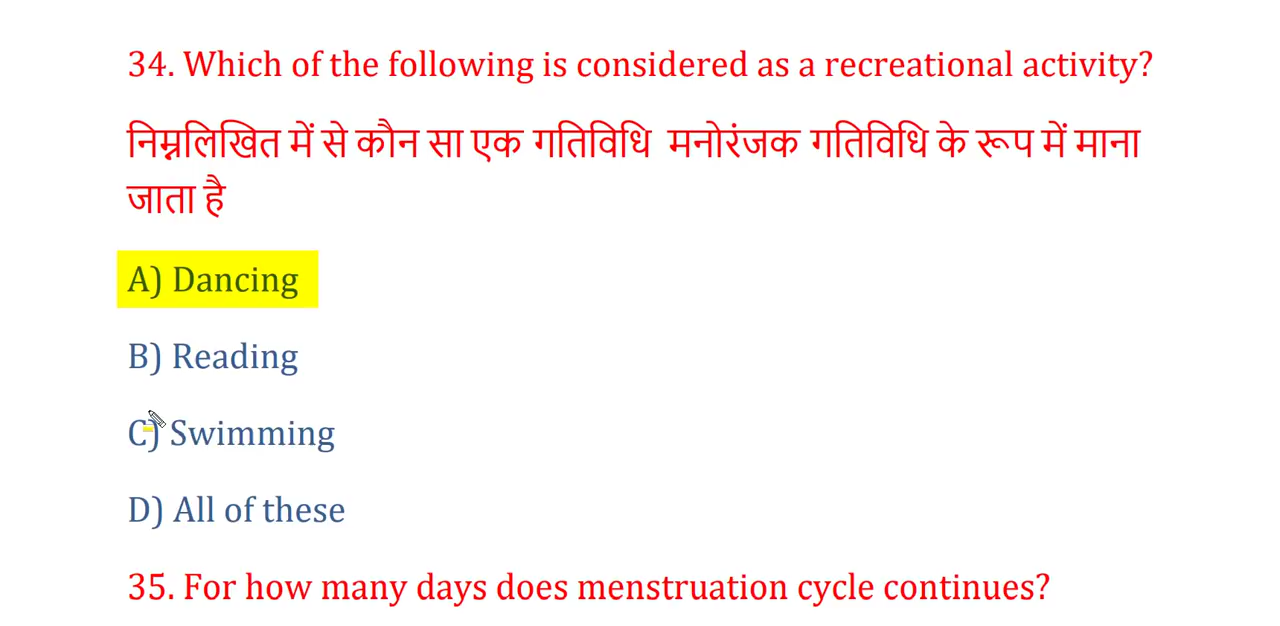 34. Which of the following is considered as a recreational activity?
निम्नलिखित में से कौन सा एक गतिविधि मनोरंजक गतिविधि के रूप में माना
जाता है
A) Dancing
B) Reading
C) Swimming
D) All of these
35. For how many days does menstruation cycle continues?